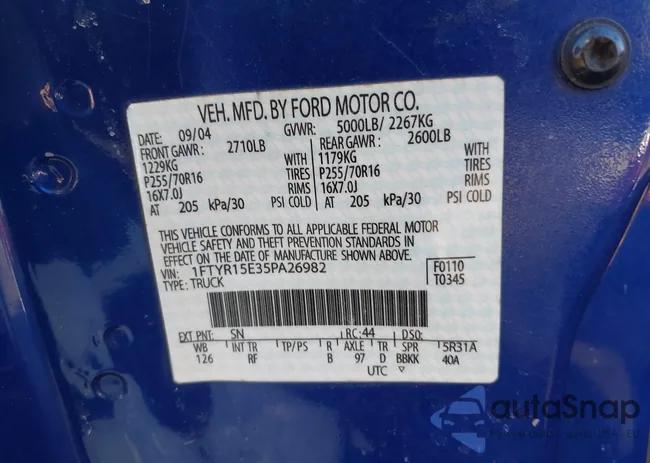 VEH. MFD. BY FORD MOTOR CO.
DATE: 09/04 GVWR: 5000LB/ 2267KG
FRONT GAWR: 2710LB REAR GAWR: 2600LB
1229KG WITH 1179KG WITH
P255/70R16 TIRES P255/70R16 TIRES
16X7.0J RIMS 16X7.0J RIMS
AT 205 kPa/30 PSI COLD AT 205 kPa/30 PSI COLD
THIS VEHICLE CONFORMS TO ALL APPLICABLE FEDERAL MOTOR
VEHICLE SAFETY AND THEFT PREVENTION STANDARDS IN
EFFECT ON THE DATE OF MANUFACTURE SHOWN ABOVE.
VIN: 1FTYR15E35PA26982 F0110
TYPE: TRUCK T0345
EXT PNT: SN RC: 44 DSO:
WB INT TR TP/PS R AXLE TR SPR 5R31A
126 RF B 97 D BBKK 40A
UTC ▽
autoSnap